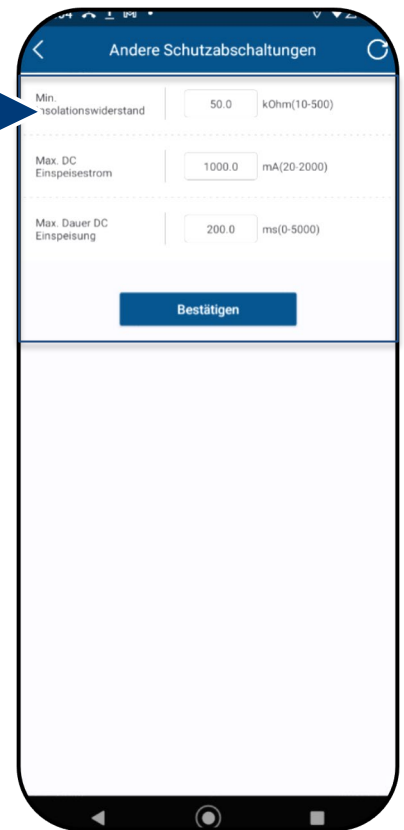 Andere Schutzabschaltungen
Min.
nsolationswiderstand
50.0 kOhm(10-500)
Max. DC
Einspeisestrom
1000.0 mA(20-2000)
Max. Dauer DC
Einspeisung
200.0 ms(0-5000)
Bestätigen